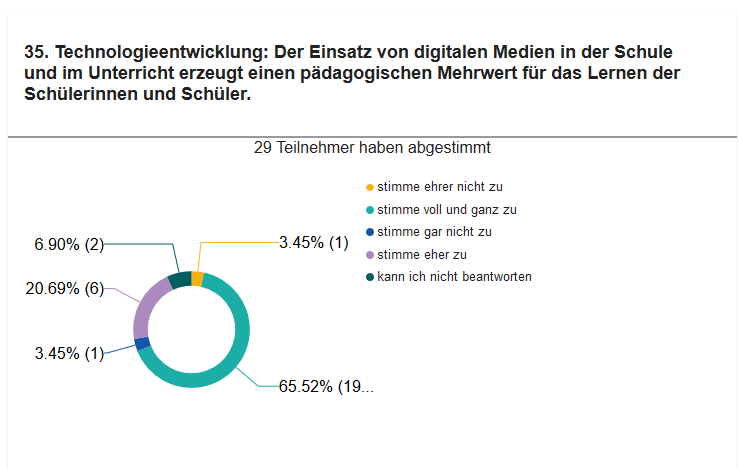 35. Technologieentwicklung: Der Einsatz von digitalen Medien in der Schule
und im Unterricht erzeugt einen pädagogischen Mehrwert für das Lernen der
Schülerinnen und Schüler.
29 Teilnehmer haben abgestimmt
stimme ehrer nicht zu
stimme voll und ganz zu
stimme gar nicht zu
stimme eher zu
kann ich nicht beantworten
6.90% (2)
3.45% (1)
20.69% (6)
3.45% (1)
65.52% (19...